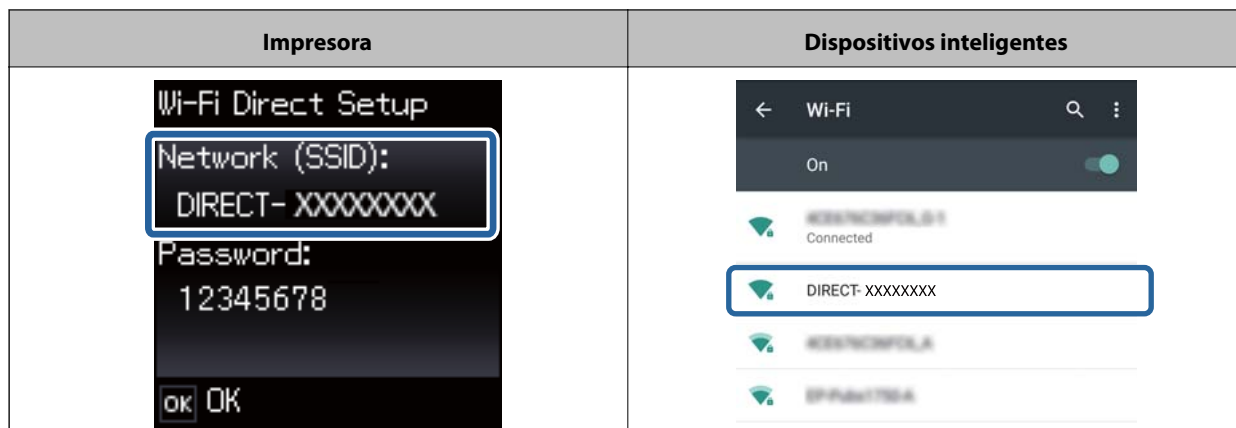 Impresora
Dispositivos inteligentes
Wi-Fi Direct Setup
Network (SSID):
DIRECT- XXXXXXXX
Password:
12345678
OK OK
Wi-Fi
On
Connected
DIRECT- XXXXXXXX